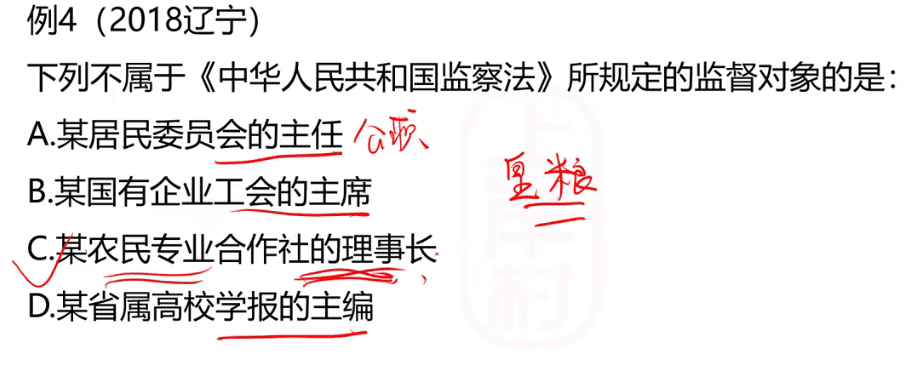 例4（2018辽宁）
下列不属于《中华人民共和国监察法》所规定的监督对象的是：
A.某居民委员会的主任 公职
皇粮
B.某国有企业工会的主席
C.某农民专业合作社的理事长
D.某省属高校学报的主编
上岸村